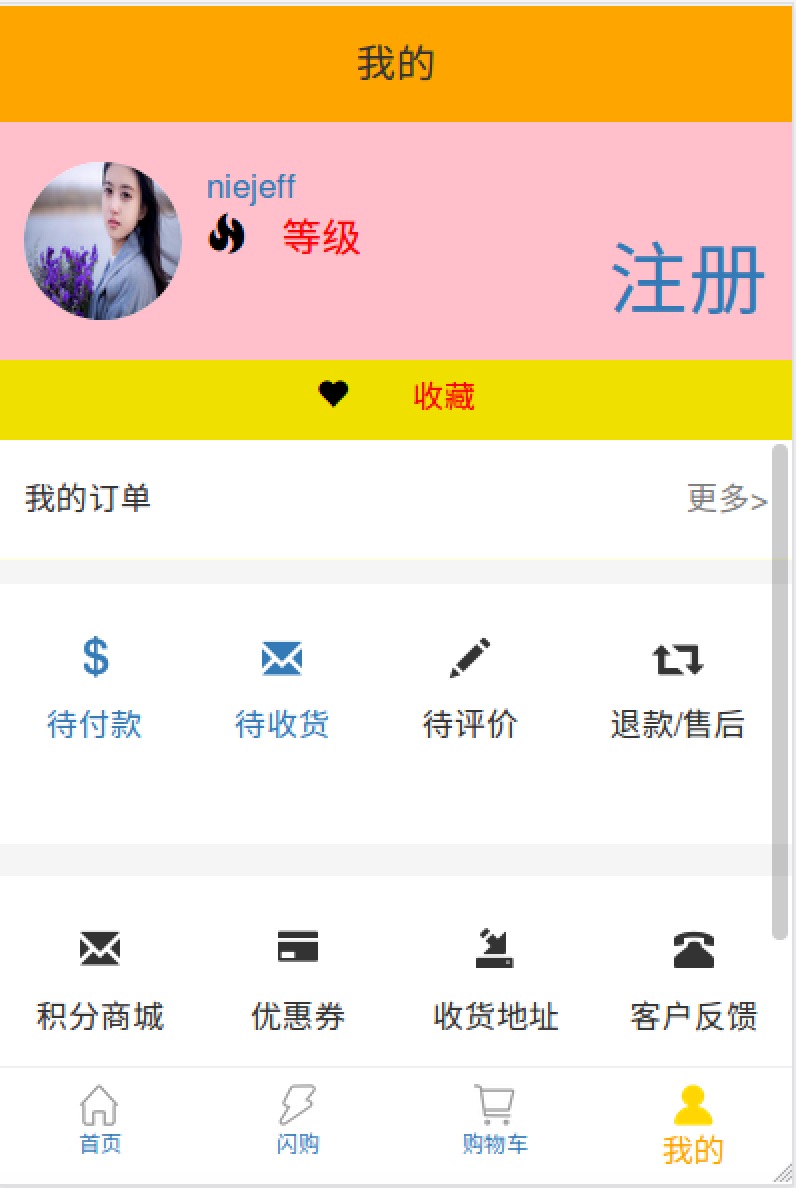 我的
niejeff
等级
注册
收藏
我的订单 更多>
待付款 待收货 待评价 退款/售后
积分商城 优惠券 收货地址 客户反馈
首页 闪购 购物车 我的